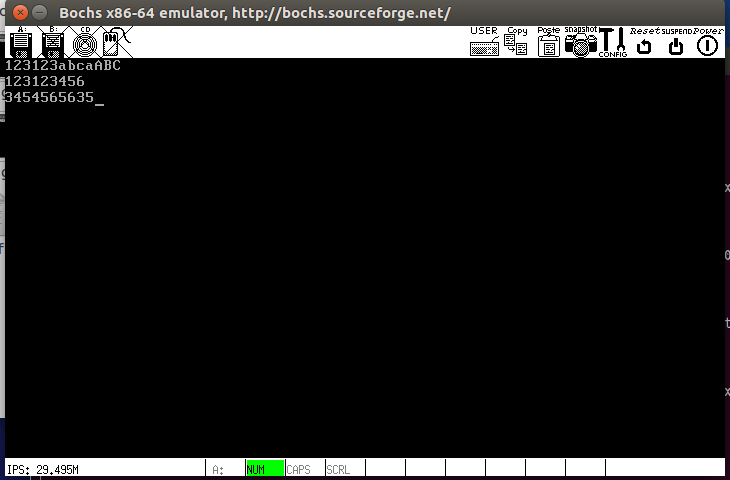 Bochs x86-64 emulator, http://bochs.sourceforge.net/
A: B: CD USER Copy Paste snapshot CONFIG Reset SUSPEND Power
123123abcaABC
123123456
3454565635_
IPS: 29.495M A: NUM CAPS SCRL